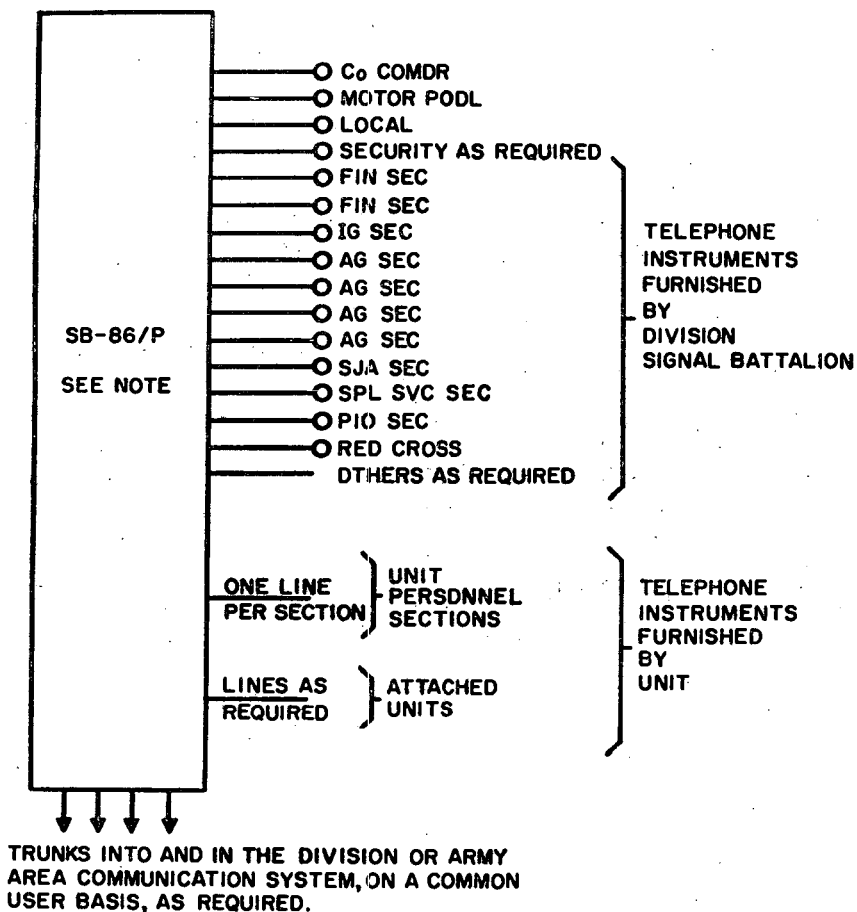 Co COMDR
MOTOR PODL
LOCAL
SECURITY AS REQUIRED
FIN SEC
FIN SEC
IG SEC
AG SEC
AG SEC
AG SEC
AG SEC
SJA SEC
SPL SVC SEC
PIO SEC
RED CROSS
DTHERS AS REQUIRED
SB-86/P
SEE NOTE
TELEPHONE
INSTRUMENTS
FURNISHED
BY
DIVISION
SIGNAL BATTALION
ONE LINE
PER SECTION
UNIT
PERSDNNEL
SECTIONS
LINES AS
REQUIRED
ATTACHED
UNITS
TELEPHONE
INSTRUMENTS
FURNISHED
BY
UNIT
TRUNKS INTO AND IN THE DIVISION OR ARMY
AREA COMMUNICATION SYSTEM, ON A COMMON
USER BASIS, AS REQUIRED.